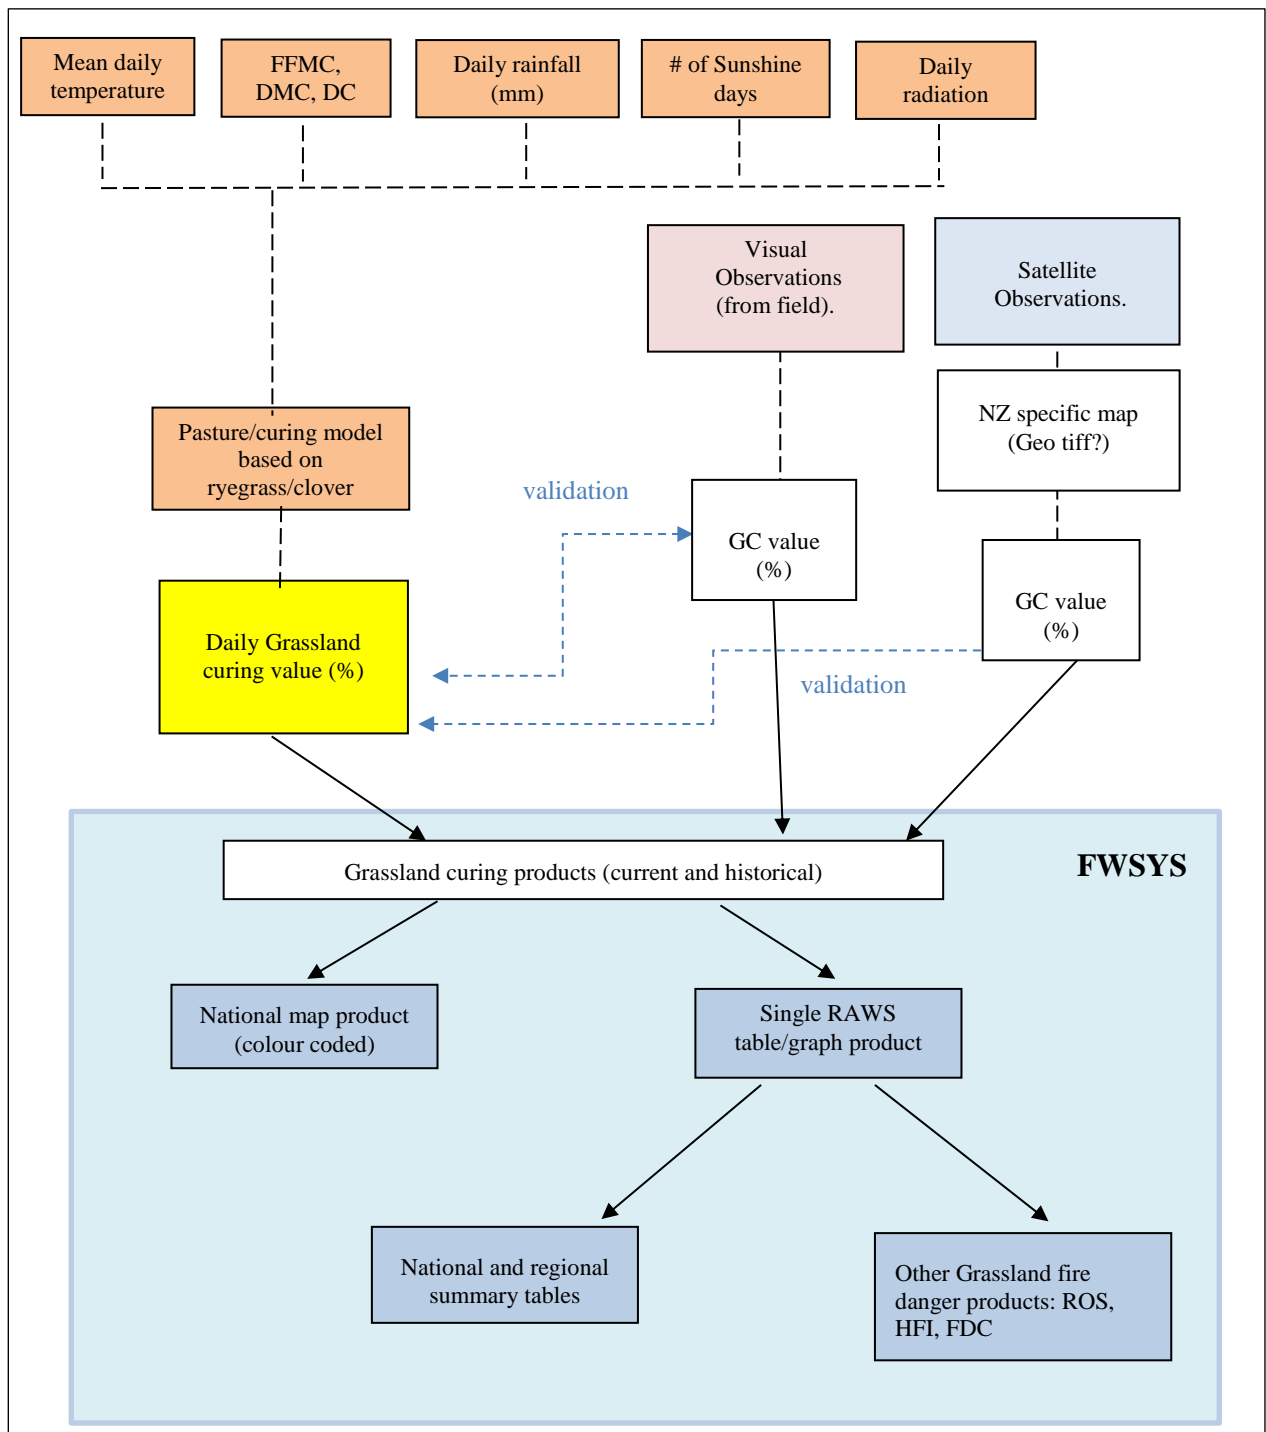 Mean daily
temperature
FFMC,
DMC, DC
Daily rainfall
(mm)
# of Sunshine
days
Daily
radiation
Visual
Observations
(from field).
Satellite
Observations.
NZ specific map
(Geo tiff?)
Pasture/curing model
based on
ryegrass/clover
validation
GC value
(%)
GC value
(%)
Daily Grassland
curing value (%)
validation
FWSYS
Grassland curing products (current and historical)
National map product
(colour coded)
Single RAWS
table/graph product
National and regional
summary tables
Other Grassland fire
danger products: ROS,
HFI, FDC